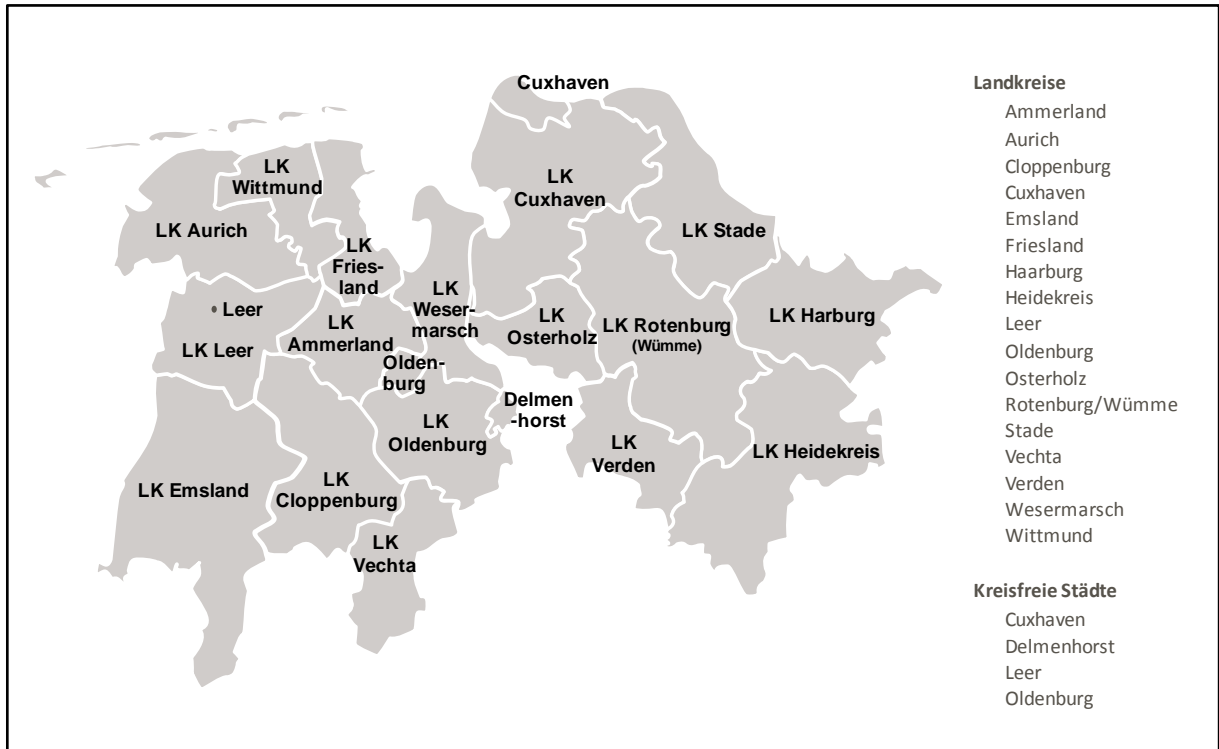 Cuxhaven
LK
Wittmund
LK
Cuxhaven
LK Aurich
LK Stade
LK
Fries-
land
LK
Weser-
marsch
Leer
LK
Ammerland
LK
Osterholz
LK Rotenburg
(Wümme)
LK Harburg
LK Leer
Olden-
burg
Delmen
-horst
LK
Oldenburg
LK
Verden
LK Heidekreis
LK Emsland
LK
Cloppenburg
LK
Vechta
Landkreise
Ammerland
Aurich
Cloppenburg
Cuxhaven
Emsland
Friesland
Haarburg
Heidekreis
Leer
Oldenburg
Osterholz
Rotenburg/Wümme
Stade
Vechta
Verden
Wesermarsch
Wittmund
Kreisfreie Städte
Cuxhaven
Delmenhorst
Leer
Oldenburg